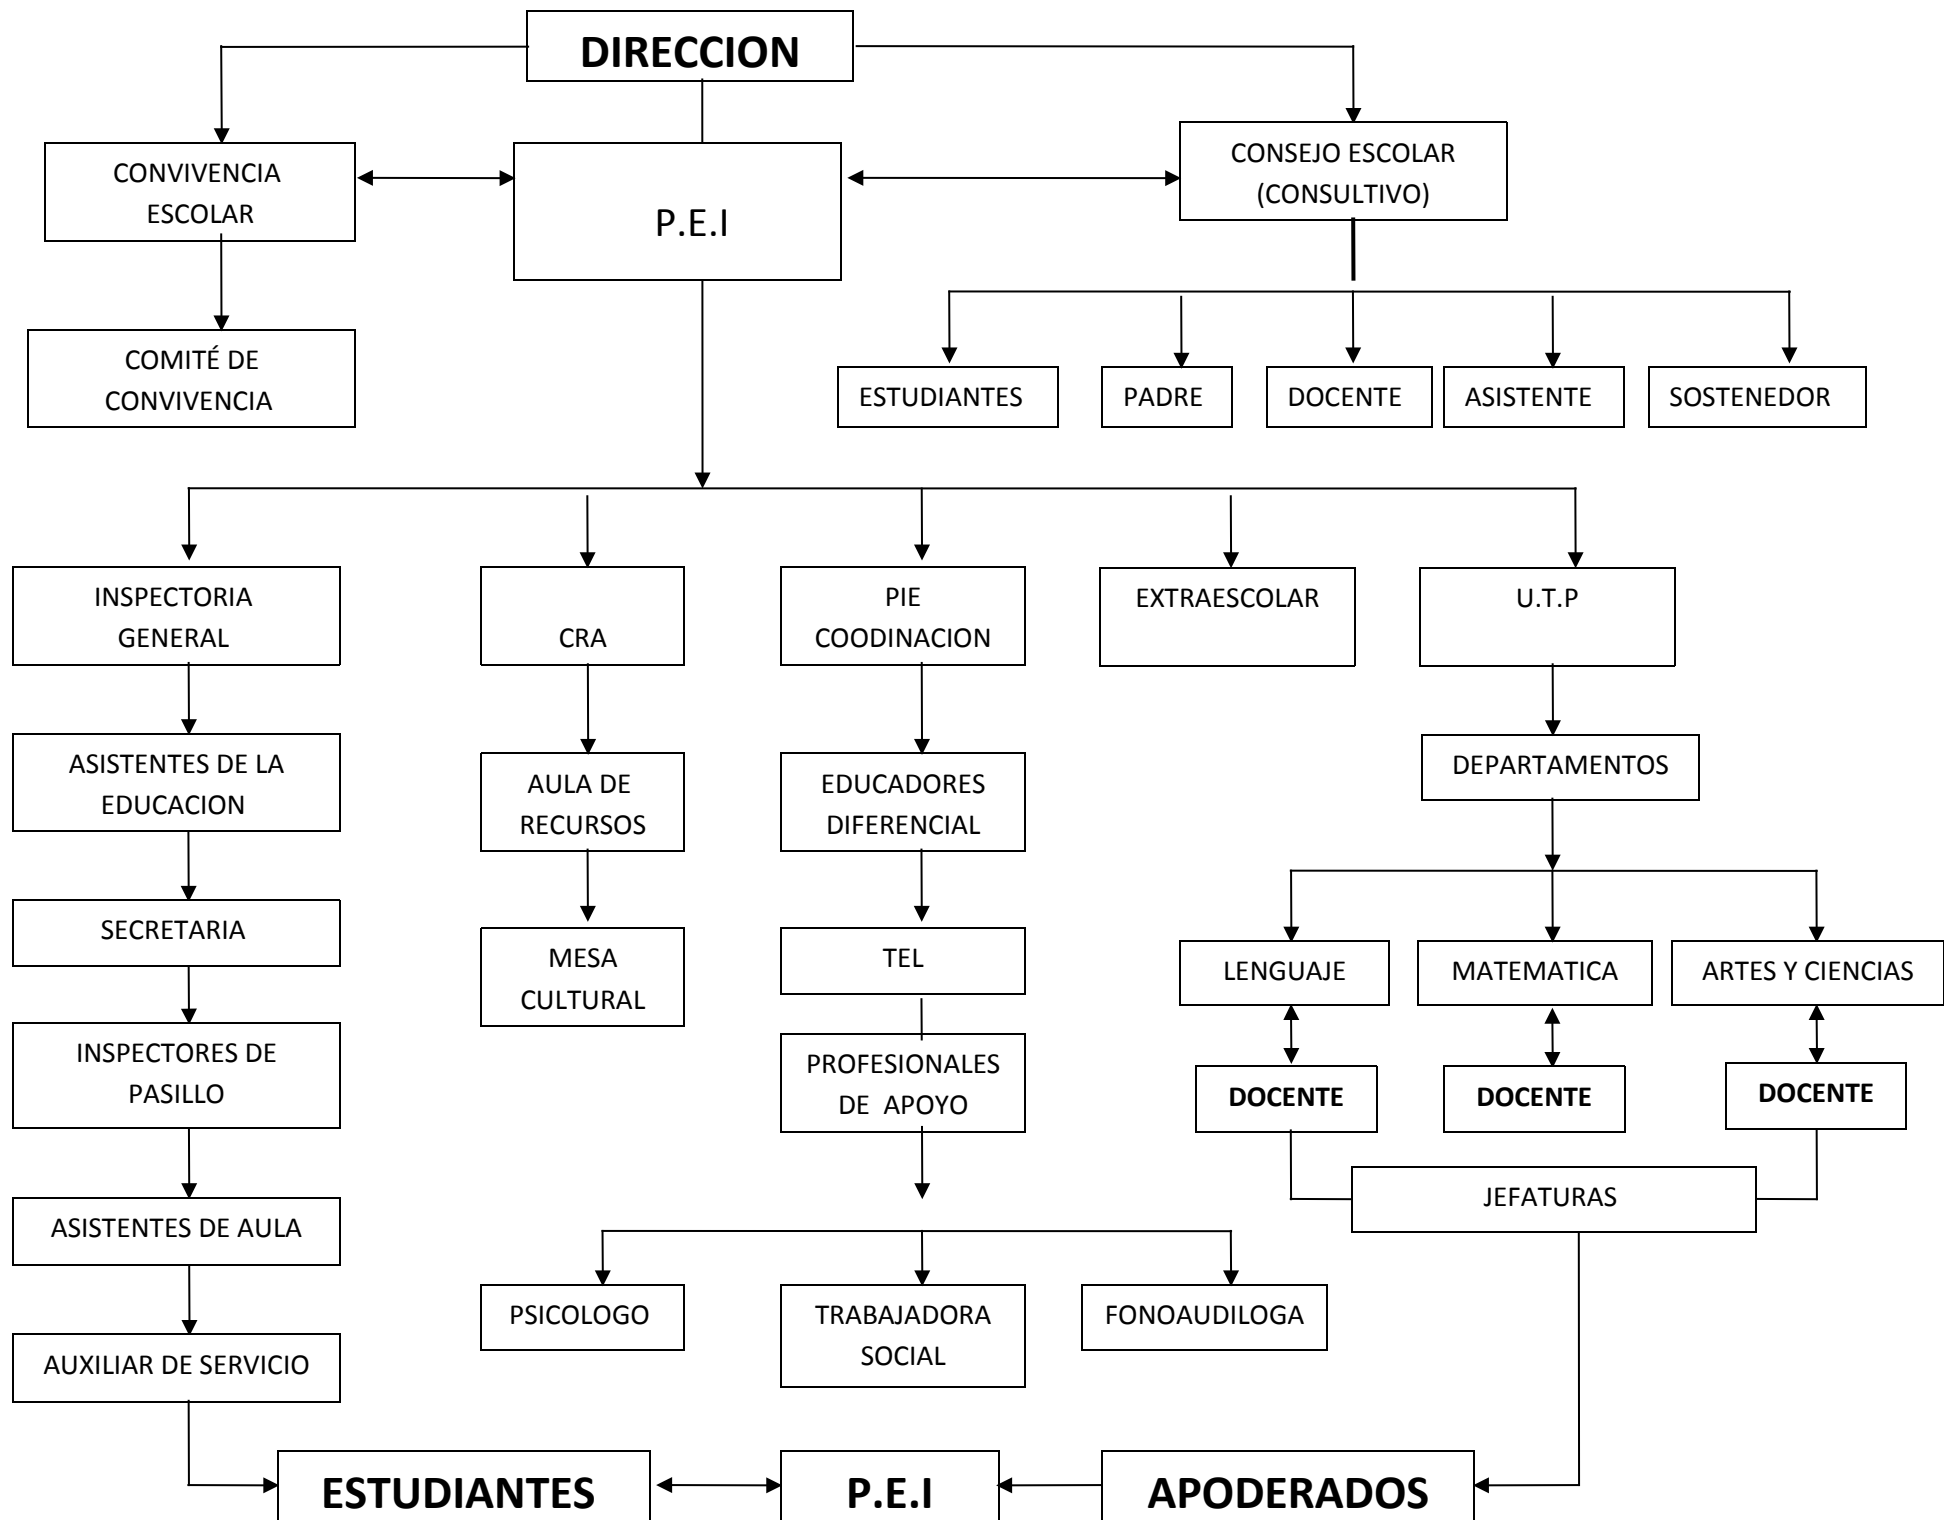 DIRECCION
CONVIVENCIA
ESCOLAR
P.E.I
CONSEJO ESCOLAR
(CONSULTIVO)
COMITÉ DE
CONVIVENCIA
ESTUDIANTES
PADRE
DOCENTE
ASISTENTE
SOSTENEDOR
INSPECTORIA
GENERAL
CRA
PIE
COODINACION
EXTRAESCOLAR
U.T.P
ASISTENTES DE LA
EDUCACION
AULA DE
RECURSOS
EDUCADORES
DIFERENCIAL
DEPARTAMENTOS
SECRETARIA
MESA
CULTURAL
TEL
LENGUAJE
MATEMATICA
ARTES Y CIENCIAS
INSPECTORES DE
PASILLO
PROFESIONALES
DE APOYO
DOCENTE
DOCENTE
DOCENTE
ASISTENTES DE AULA
JEFATURAS
PSICOLOGO
TRABAJADORA
SOCIAL
FONOAUDILOGA
AUXILIAR DE SERVICIO
ESTUDIANTES
P.E.I
APODERADOS